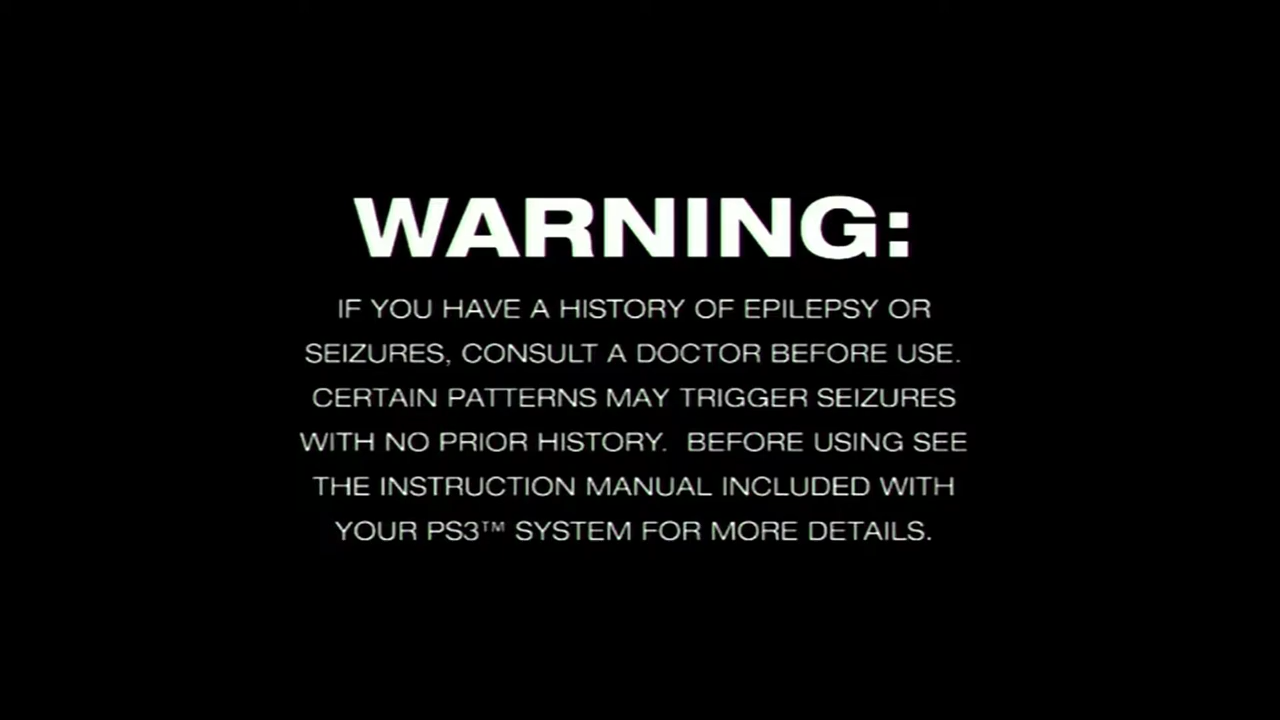 WARNING:
IF YOU HAVE A HISTORY OF EPILEPSY OR
SEIZURES, CONSULT A DOCTOR BEFORE USE.
CERTAIN PATTERNS MAY TRIGGER SEIZURES
WITH NO PRIOR HISTORY.  BEFORE USING SEE
THE INSTRUCTION MANUAL INCLUDED WITH
YOUR PS3™ SYSTEM FOR MORE DETAILS.